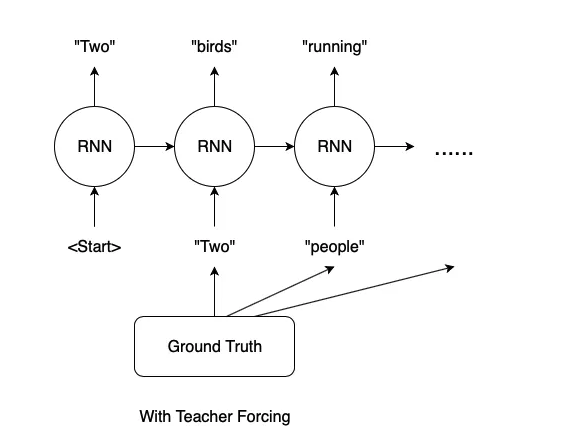 "Two" "birds" "running"
RNN RNN RNN ......
<Start> "Two" "people"
Ground Truth
With Teacher Forcing